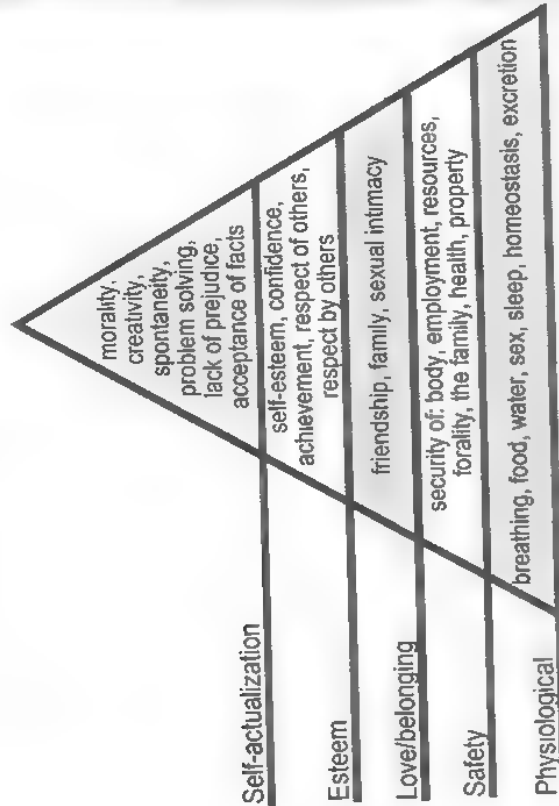 morality,
creativity,
spontaneity,
problem solving,
lack of prejudice,
acceptance of facts
Self-actualization
self-esteem, confidence,
achievement, respect of others,
respect by others
Esteem
friendship, family, sexual intimacy
Love/belonging
security of: body, employment, resources,
forality, the family, health, property
Safety
breathing, food, water, sex, sleep, homeostasis, excretion
Physiological